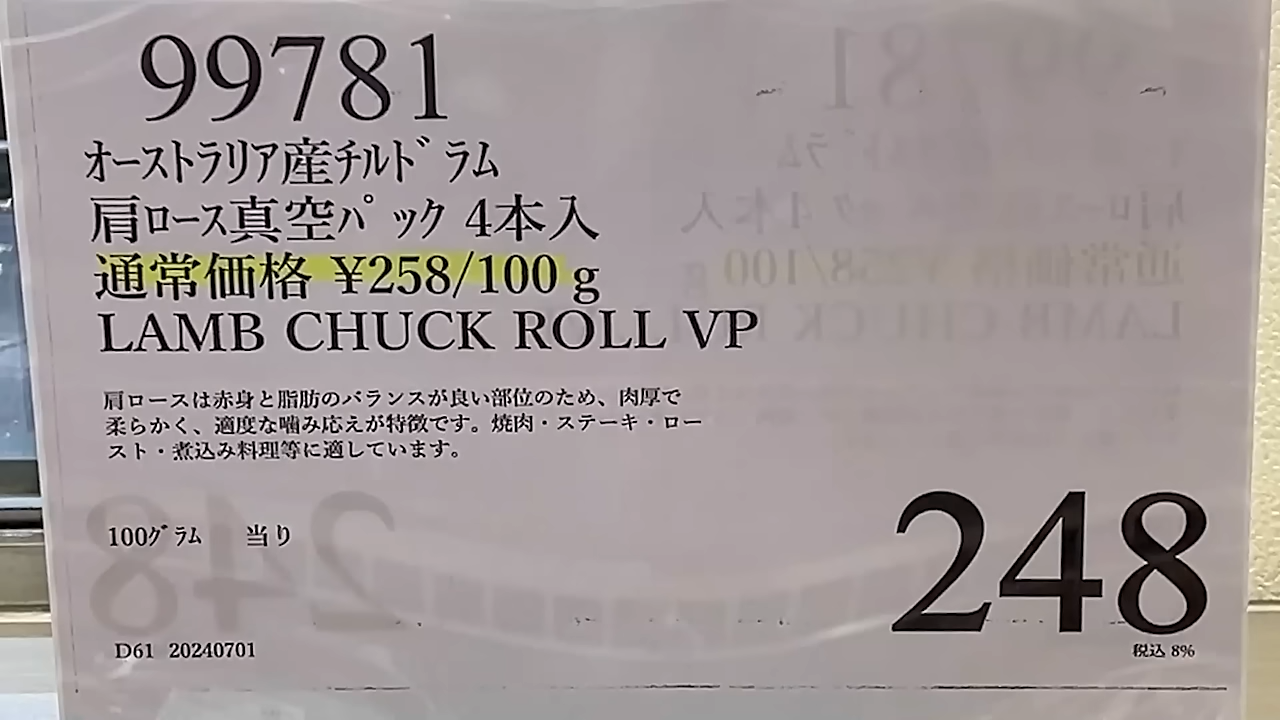 99781
オーストラリア産チルド ラム
肩ロース真空パック 4本入
通常価格 ¥258/100 g
LAMB CHUCK ROLL VP
肩ロースは赤身と脂肪のバランスが良い部位のため、肉厚で
柔らかく、適度な噛み応えが特徴です。焼肉・ステーキ・ロー
スト・煮込み料理等に適しています。
100グラム 当り
248
税込 8%
D61 20240701